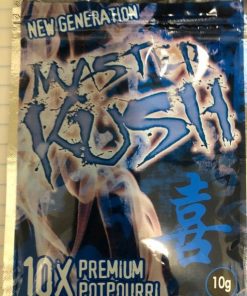 NEW GENERATION
MASTER
KUSH
喜
10X PREMIUM
POTPOURRI
10g